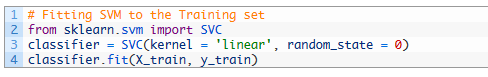 1 # Fitting SVM to the Training set
2 from sklearn.svm import SVC
3 classifier = SVC(kernel = 'linear', random_state = 0)
4 classifier.fit(X_train, y_train)